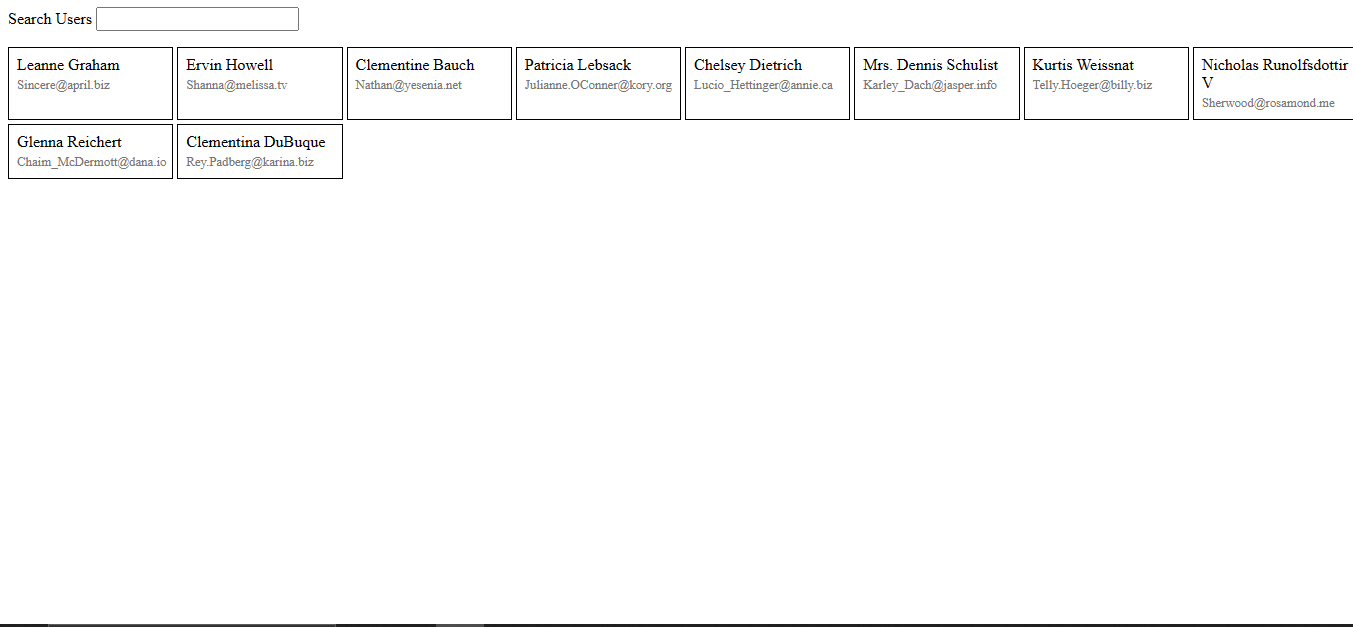 Search Users
Leanne Graham
Sincere@april.biz
Ervin Howell
Shanna@melissa.tv
Clementine Bauch
Nathan@yesenia.net
Patricia Lebsack
Julianne.OConner@kory.org
Chelsey Dietrich
Lucio_Hettinger@annie.ca
Mrs. Dennis Schulist
Karley_Dach@jasper.info
Kurtis Weissnat
Telly.Hoeger@billy.biz
Nicholas Runolfsdottir
V
Sherwood@rosamond.me
Glenna Reichert
Chaim_McDermott@dana.io
Clementina DuBuque
Rey.Padberg@karina.biz